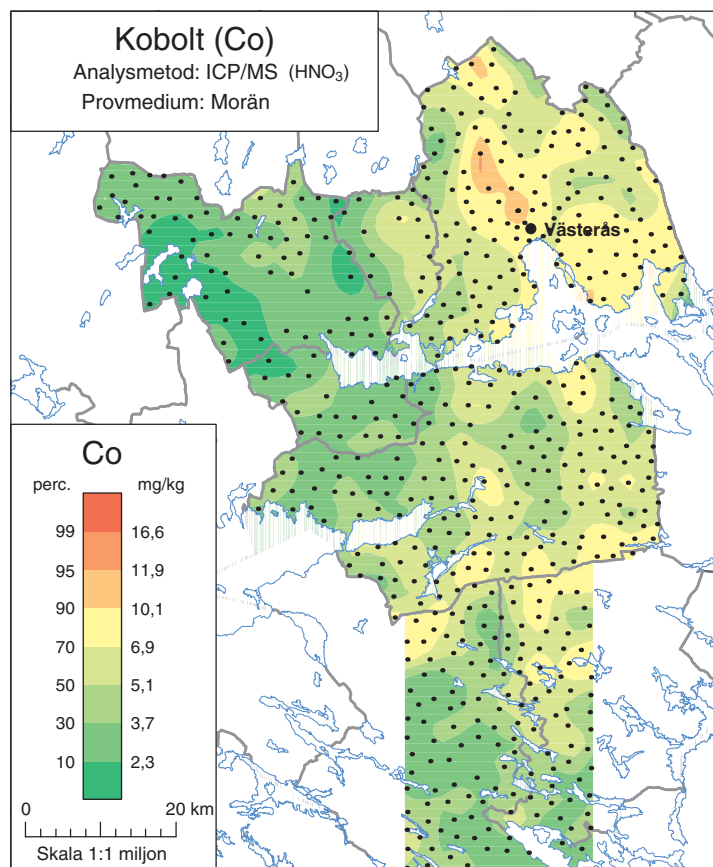 Kobolt (Co)
Analysmetod: ICP/MS (HNO₃)
Provmedium: Morän
Västerås
Co
perc. mg/kg
99 16,6
95 11,9
90 10,1
70 6,9
50 5,1
30 3,7
10 2,3
0 20 km
Skala 1:1 miljon